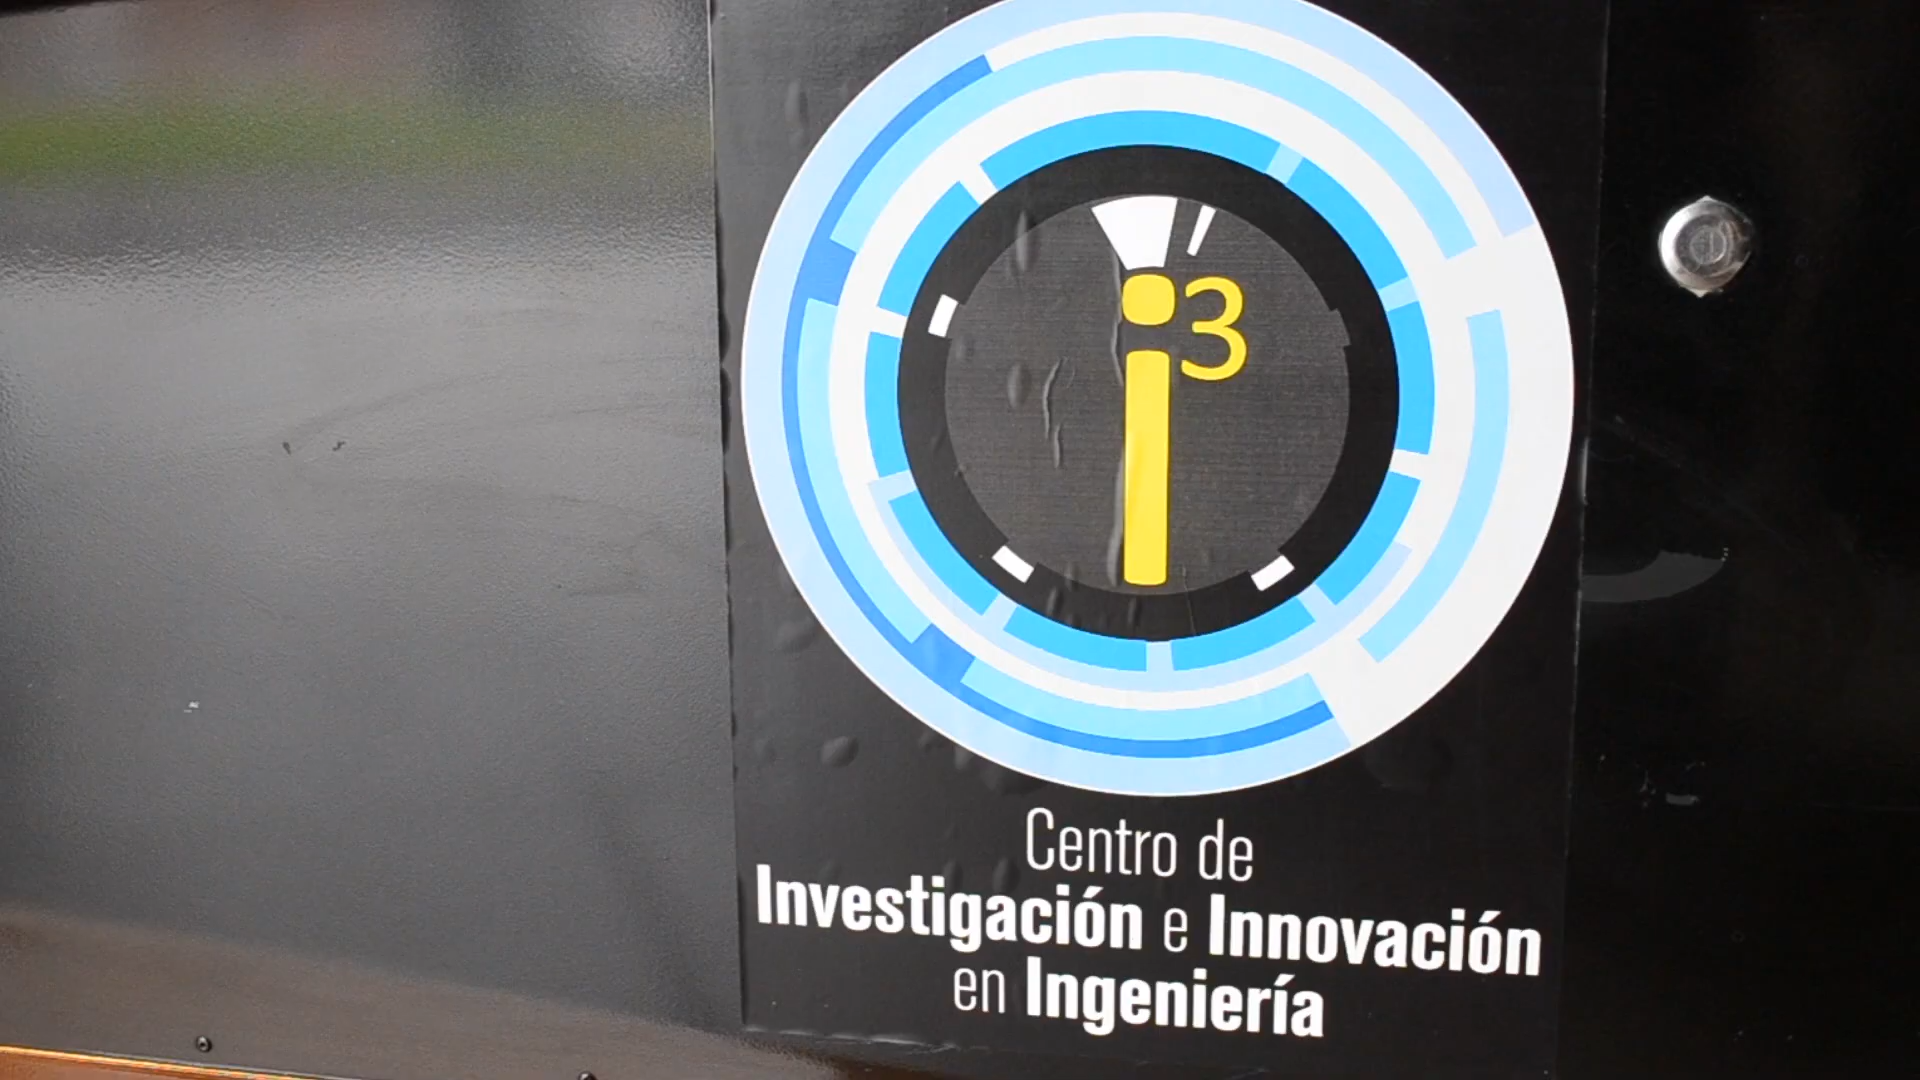 i3
Centro de
Investigación e Innovación
en Ingeniería